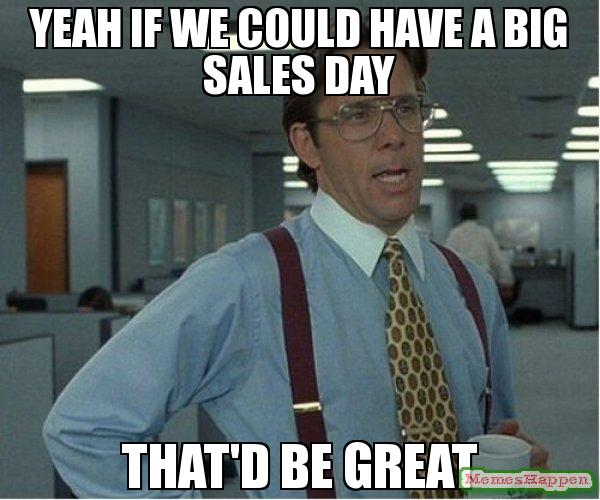 YEAH IF WE COULD HAVE A BIG
SALES DAY
THAT'D BE GREAT
MemesHappen